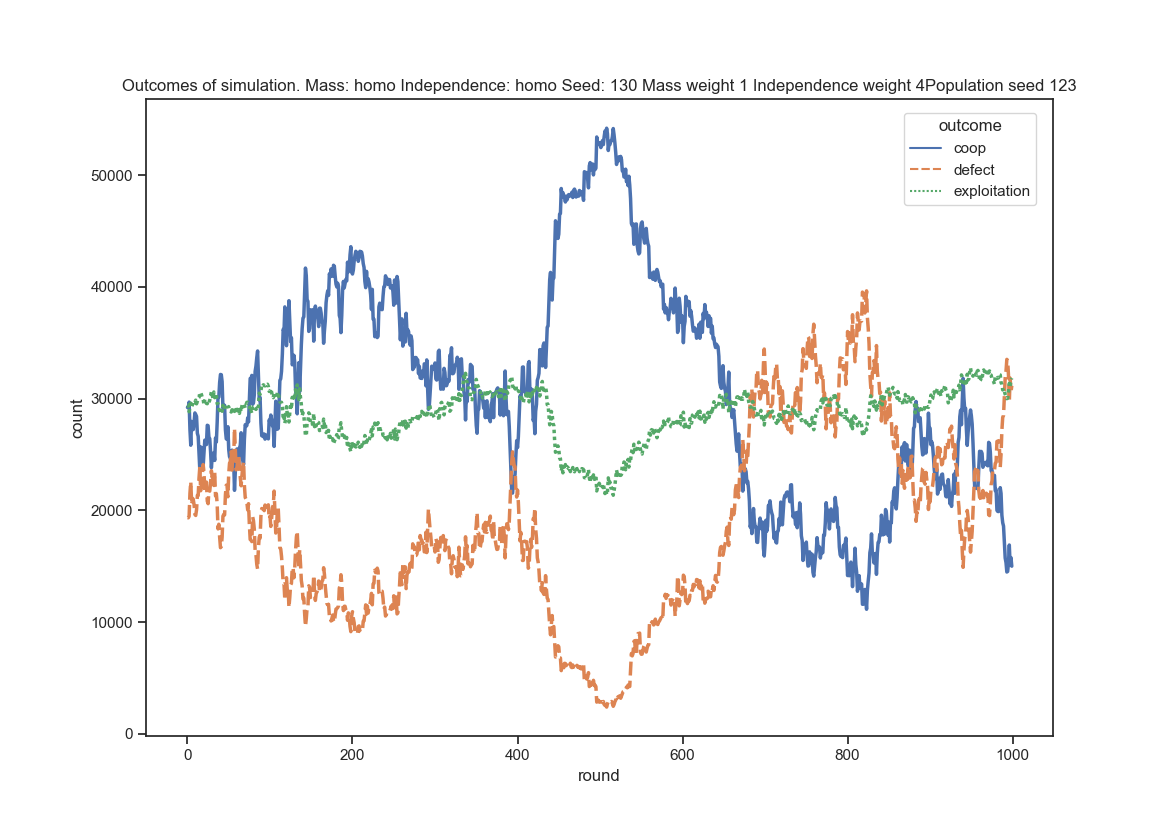 Outcomes of simulation. Mass: homo Independence: homo Seed: 130 Mass weight 1 Independence weight 4Population seed 123
outcome
coop
defect
exploitation
50000
40000
30000
20000
10000
0
count
0 200 400 600 800 1000
round